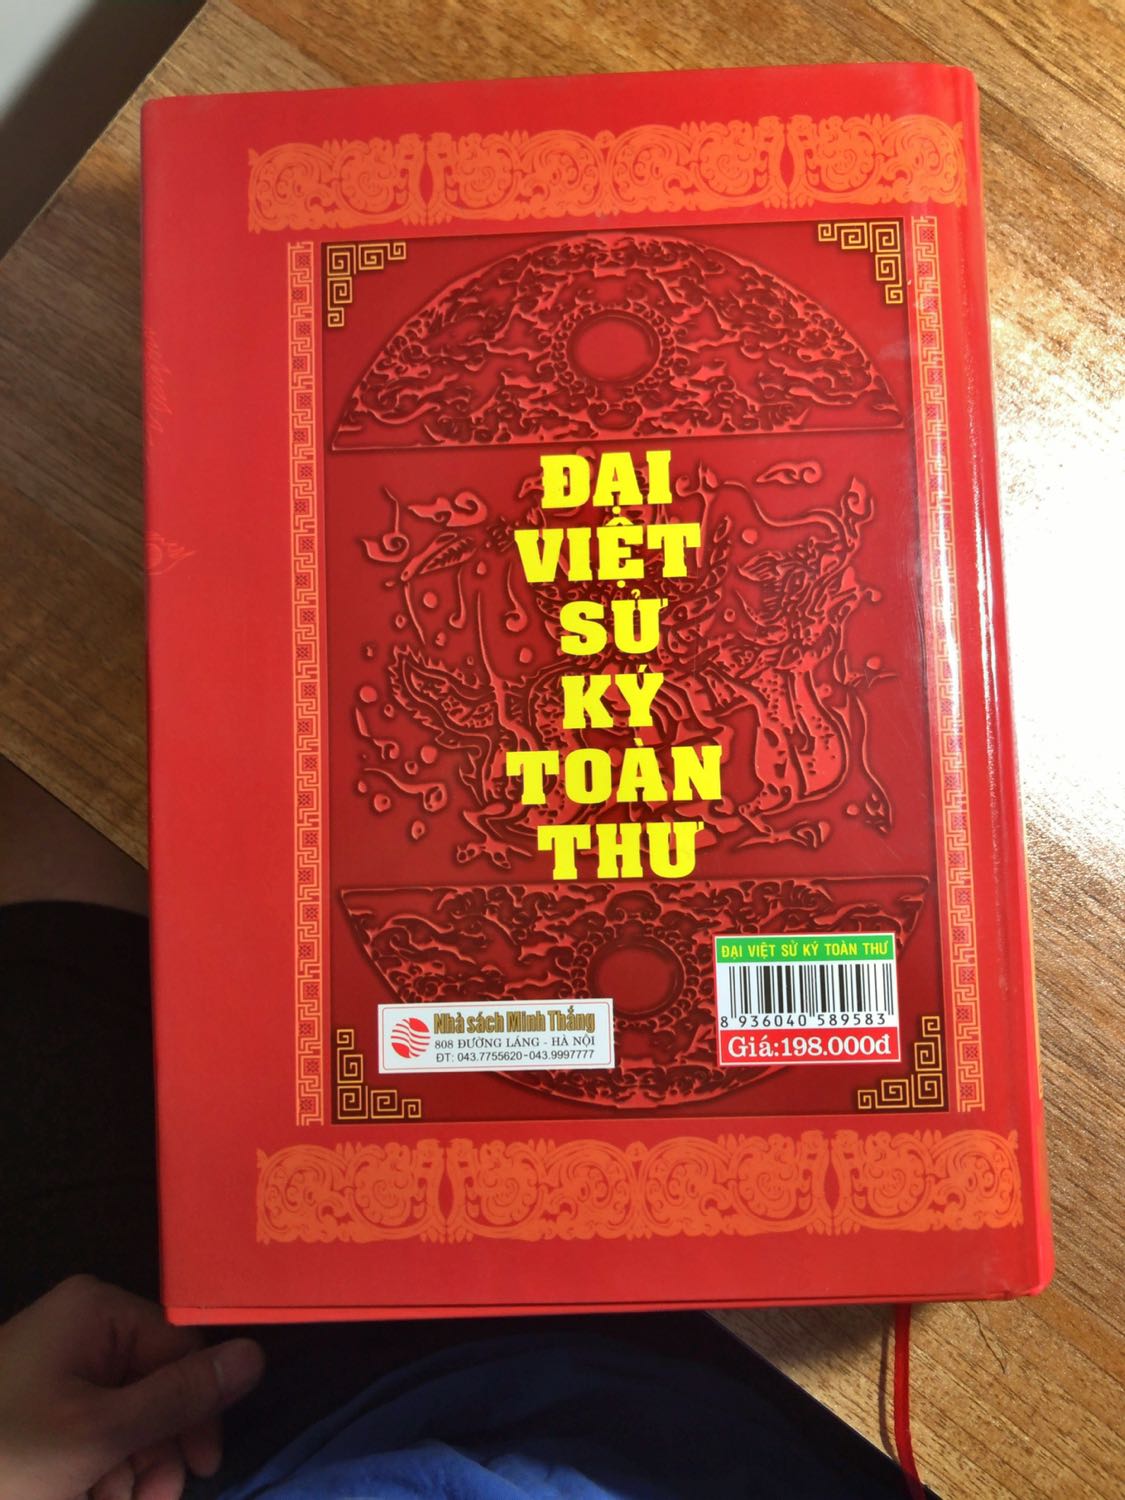 ĐẠI
VIỆT
SỬ
KÝ
TOÀN
THƯ
ĐẠI VIỆT SỬ KÝ TOÀN THƯ
8 936040 589583
Giá:198.000đ
Nhà sách Minh Thắng
808 ĐƯỜNG LÁNG - HÀ NỘI
ĐT: 043.7755620-043.9997777